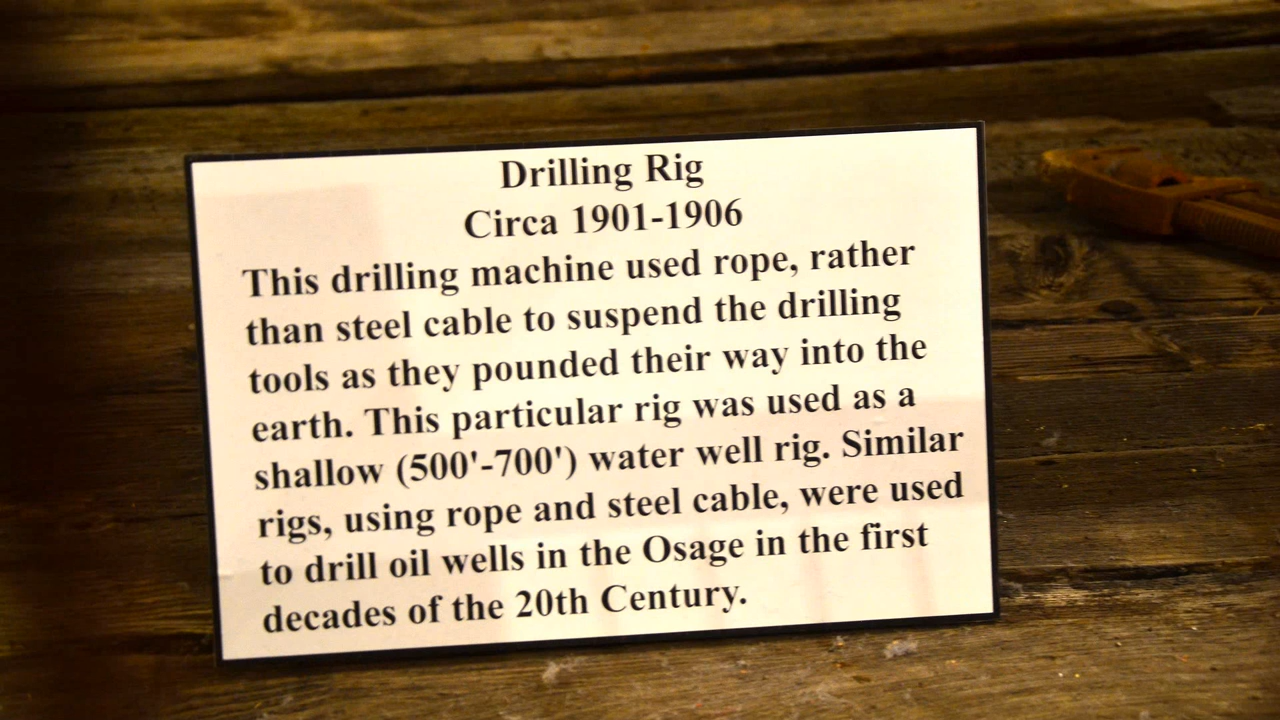 Drilling Rig
Circa 1901-1906
This drilling machine used rope, rather
than steel cable to suspend the drilling
tools as they pounded their way into the
earth. This particular rig was used as a
shallow (500'-700') water well rig. Similar
rigs, using rope and steel cable, were used
to drill oil wells in the Osage in the first
decades of the 20th Century.